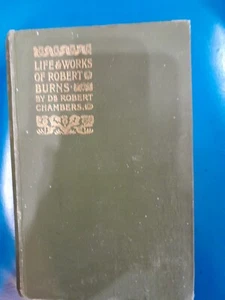 LIFE & WORKS
OF ROBERT
BURNS
BY DR ROBERT
CHAMBERS.